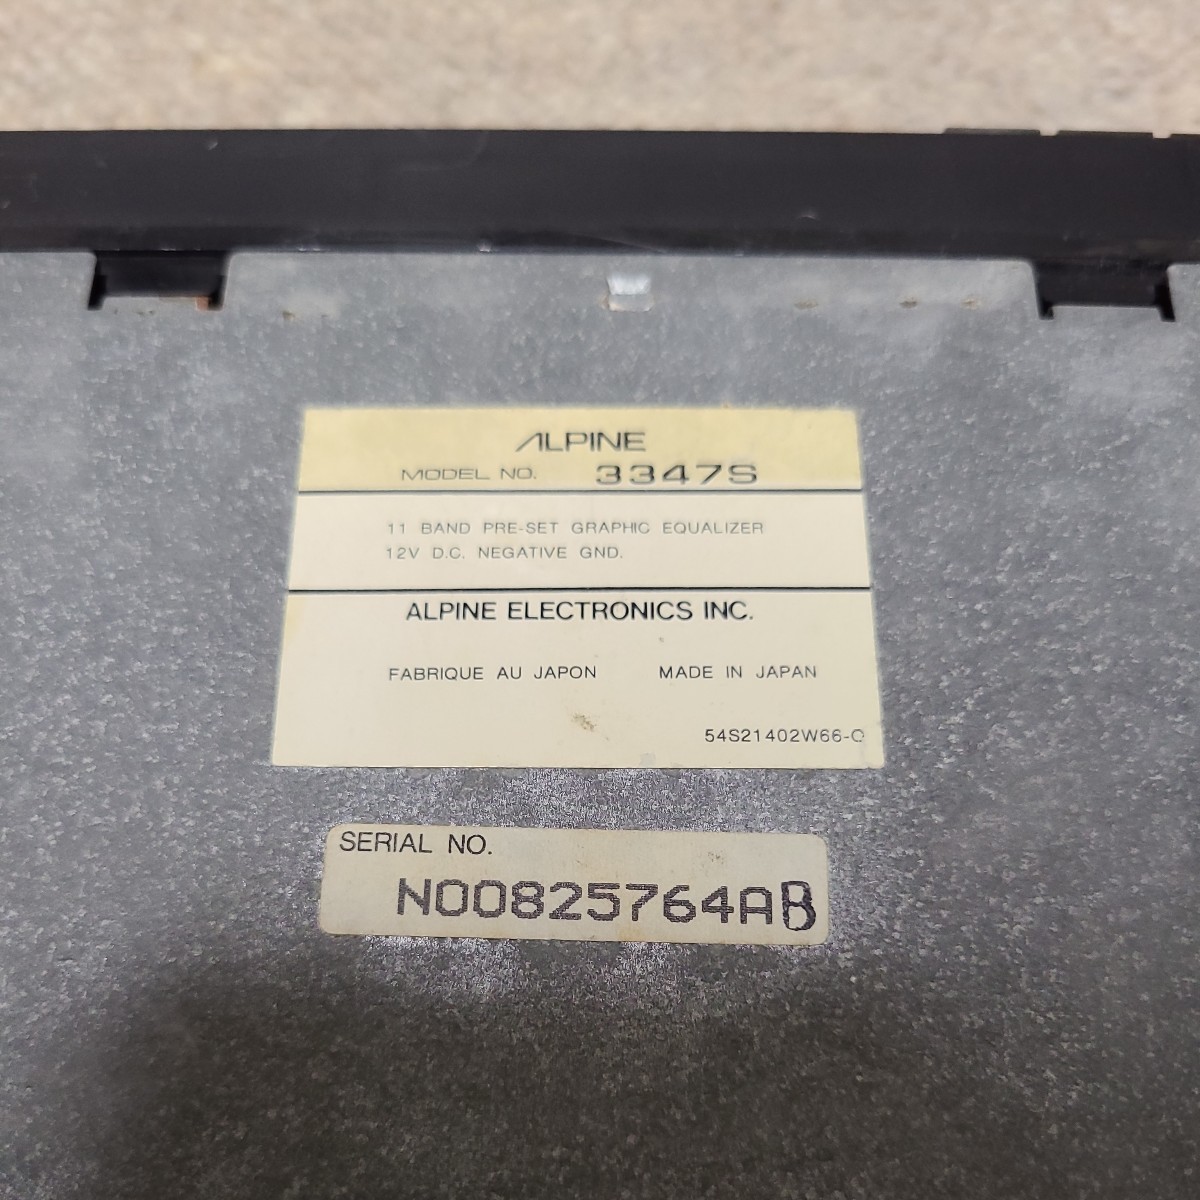 ALPINE
MODEL NO. 3347S
11 BAND PRE-SET GRAPHIC EQUALIZER
12V D.C. NEGATIVE GND.
ALPINE ELECTRONICS INC.
FABRIQUE AU JAPON MADE IN JAPAN
54S21402W66-O
SERIAL NO.
N00825764AB